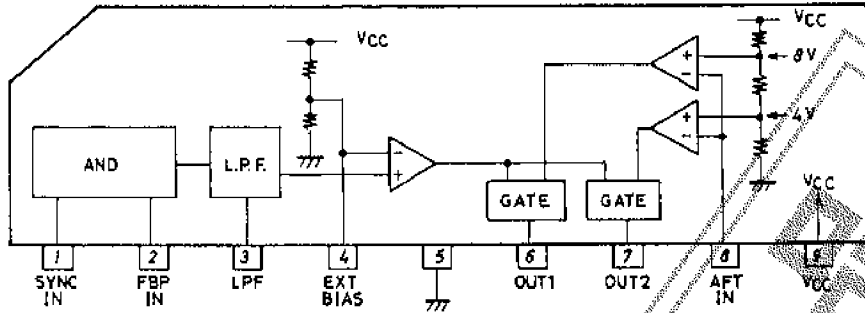 VCC
VCC
8V
4V
+
-
+
-
AND
L.P.F.
-
+
GATE
GATE
VCC
1
2
3
4
5
6
7
8
9
SYNC IN
FBP IN
LPF
EXT BIAS
OUT1
OUT2
AFT IN
VCC